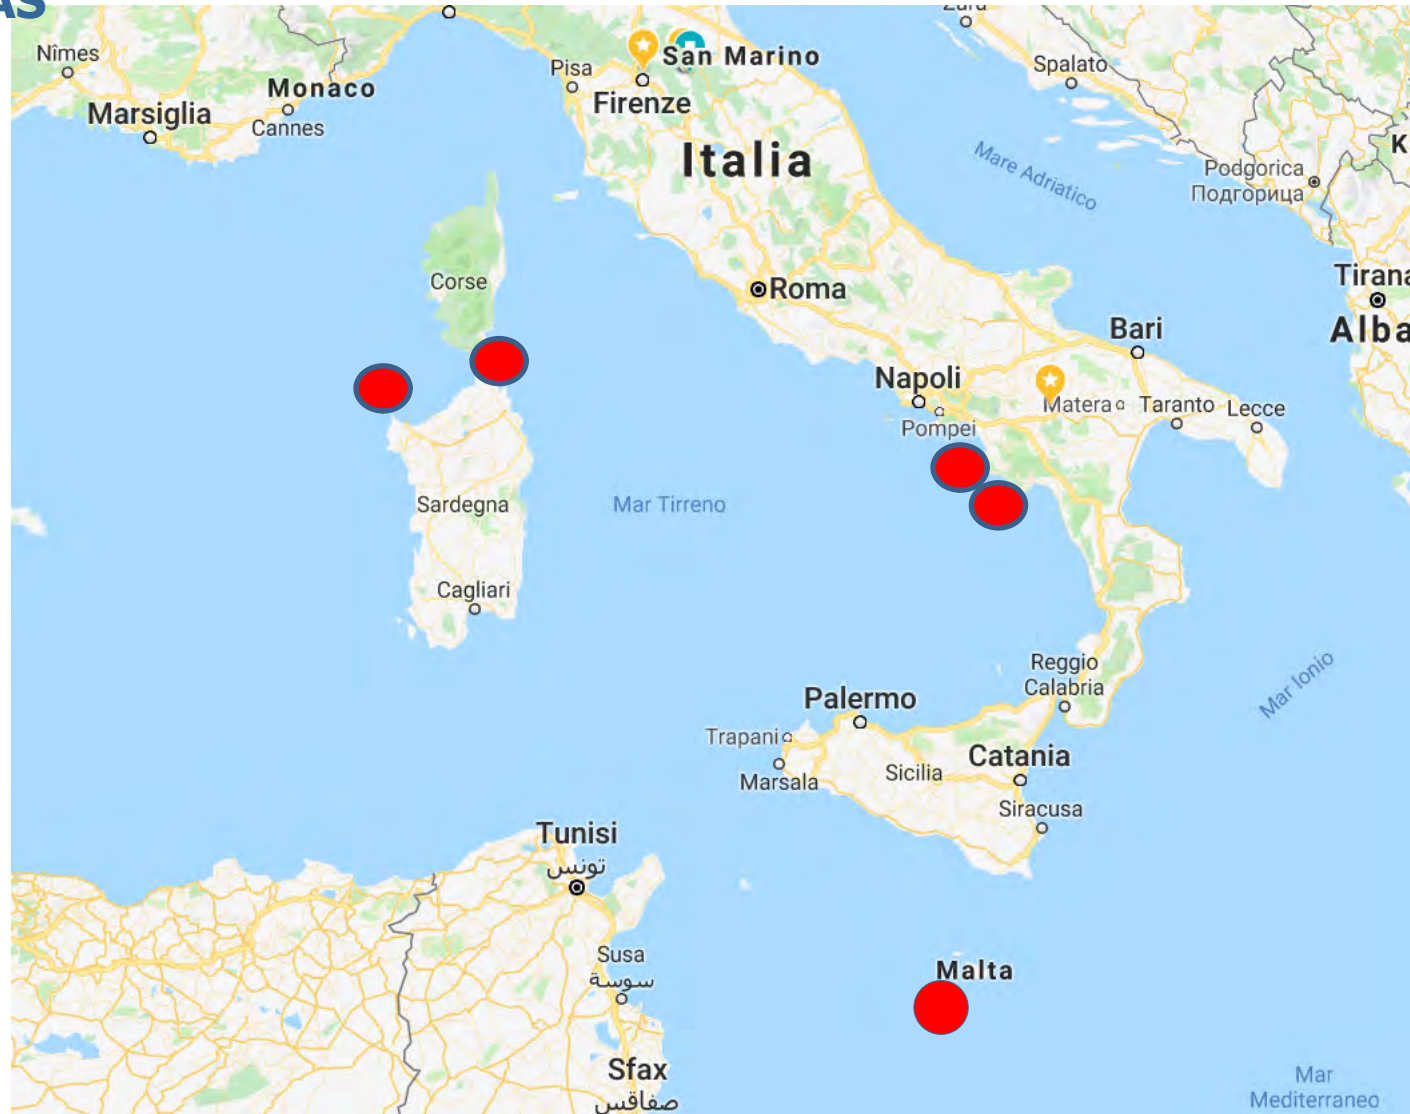 AS
Nîmes
Monaco
Marsiglia
Cannes
Pisa
San Marino
Firenze
Italia
Spalato
Mare Adriatico
Podgorica
Подгорица
K
Corse
Roma
Tirana
Alba
Bari
Napoli
Pompei
Matera
Taranto
Lecce
Sardegna
Mar Tirreno
Cagliari
Reggio
Calabria
Mar Ionio
Palermo
Trapani
Marsala
Sicilia
Catania
Siracusa
Tunisi
تونس
Susa
سوسة
Malta
Sfax
صفاقس
Mar
Mediterraneo